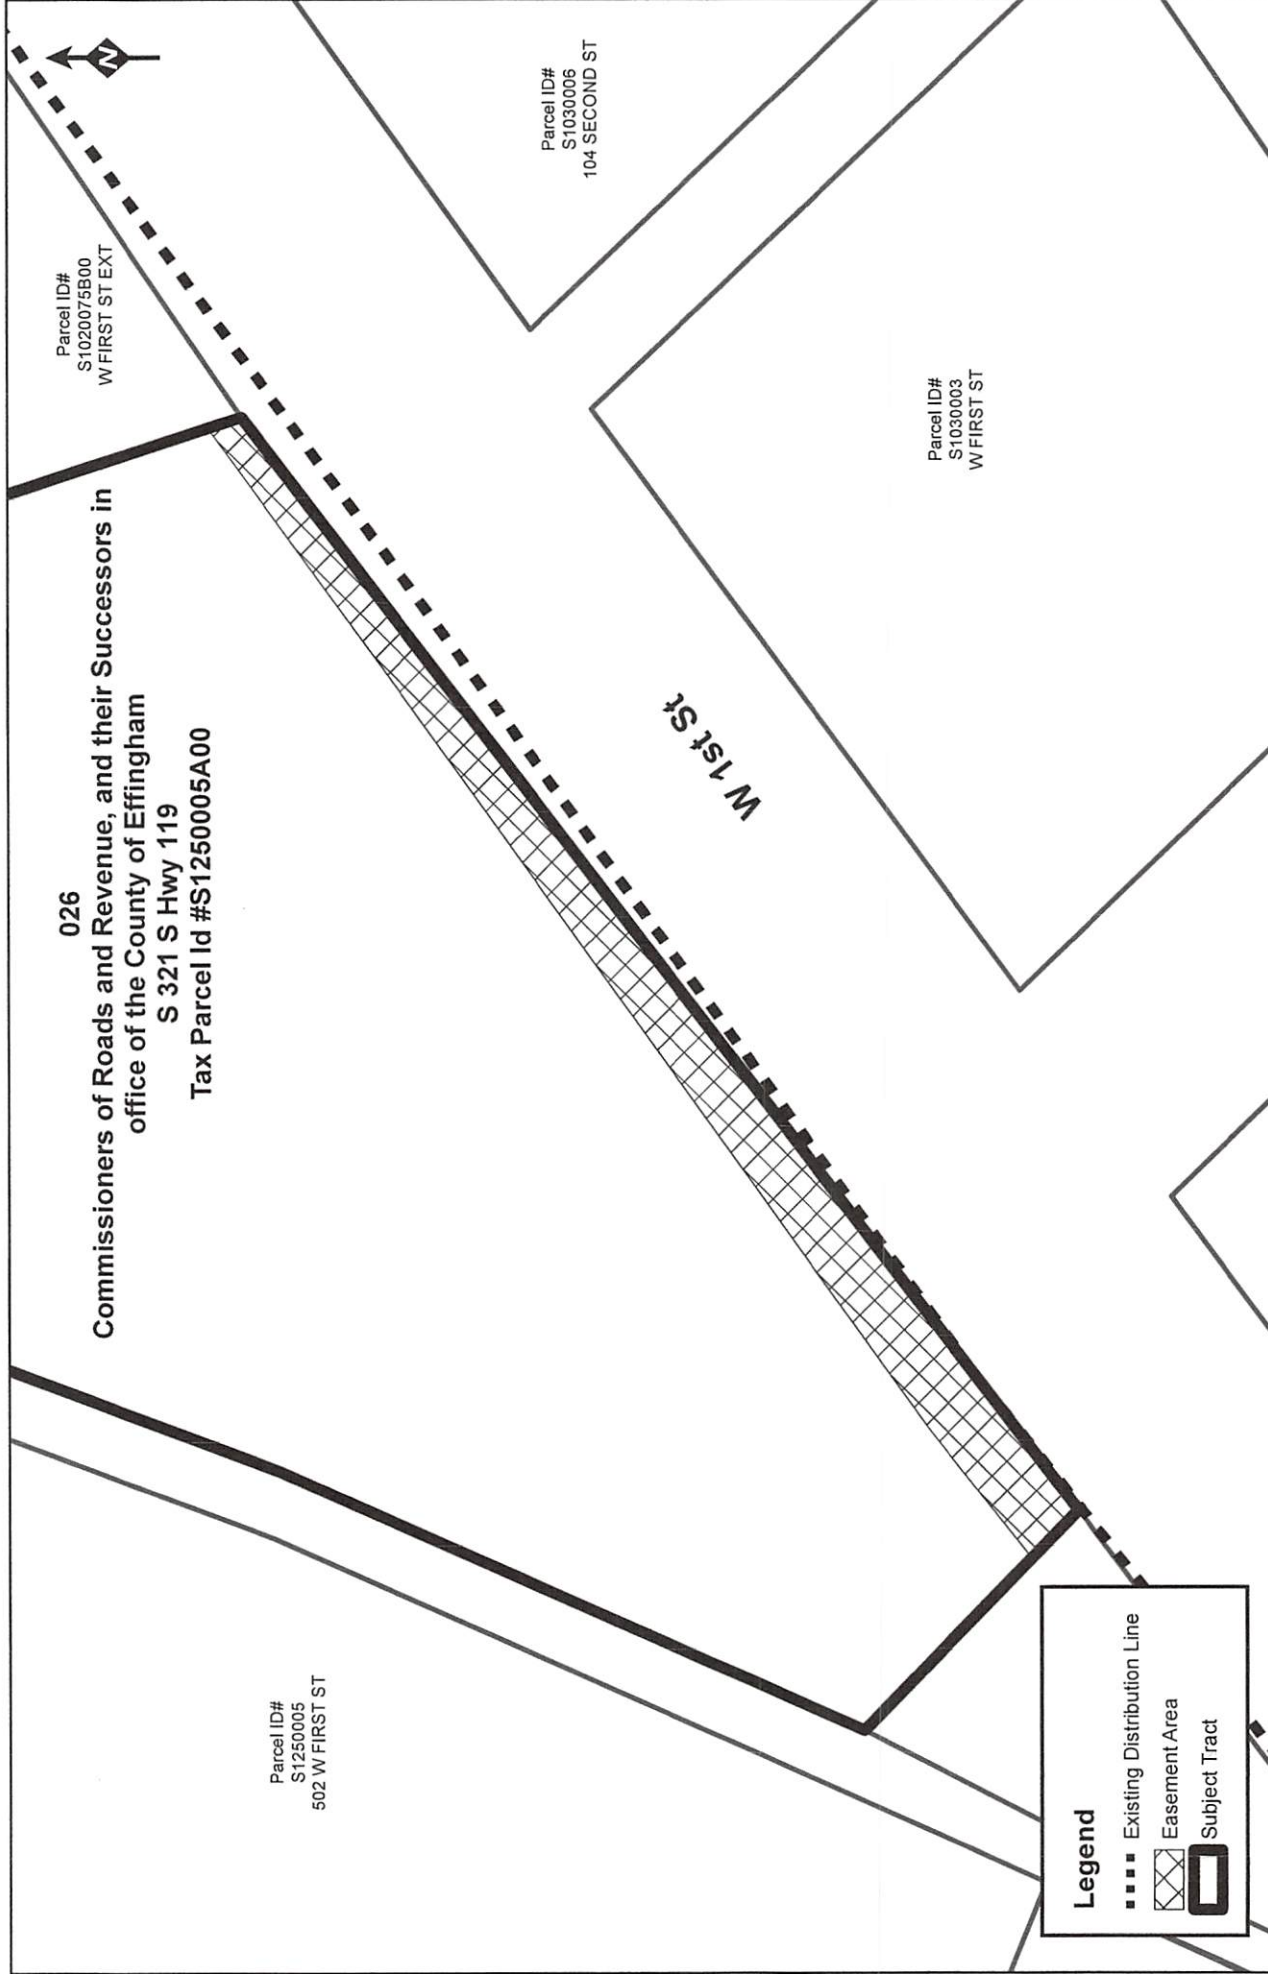 026
Commissioners of Roads and Revenue, and their Successors in
office of the County of Effingham
S 321 S Hwy 119
Tax Parcel Id #S1250005A00
Parcel ID#
S1020075B00
W FIRST ST EXT
N
Parcel ID#
S1250005
502 W FIRST ST
W 1st St
Parcel ID#
S1030006
104 SECOND ST
Parcel ID#
S1030003
W FIRST ST
Legend
Existing Distribution Line
Easement Area
Subject Tract